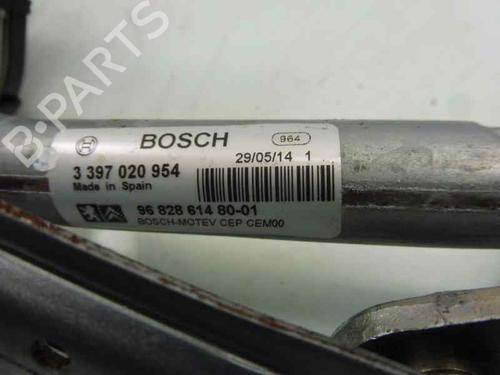 BOSCH
964
29/05/14 1
3 397 020 954
Made in Spain
96 828 614 80-01
BOSCH-MOTEV CEP CEM00
B-PARTS